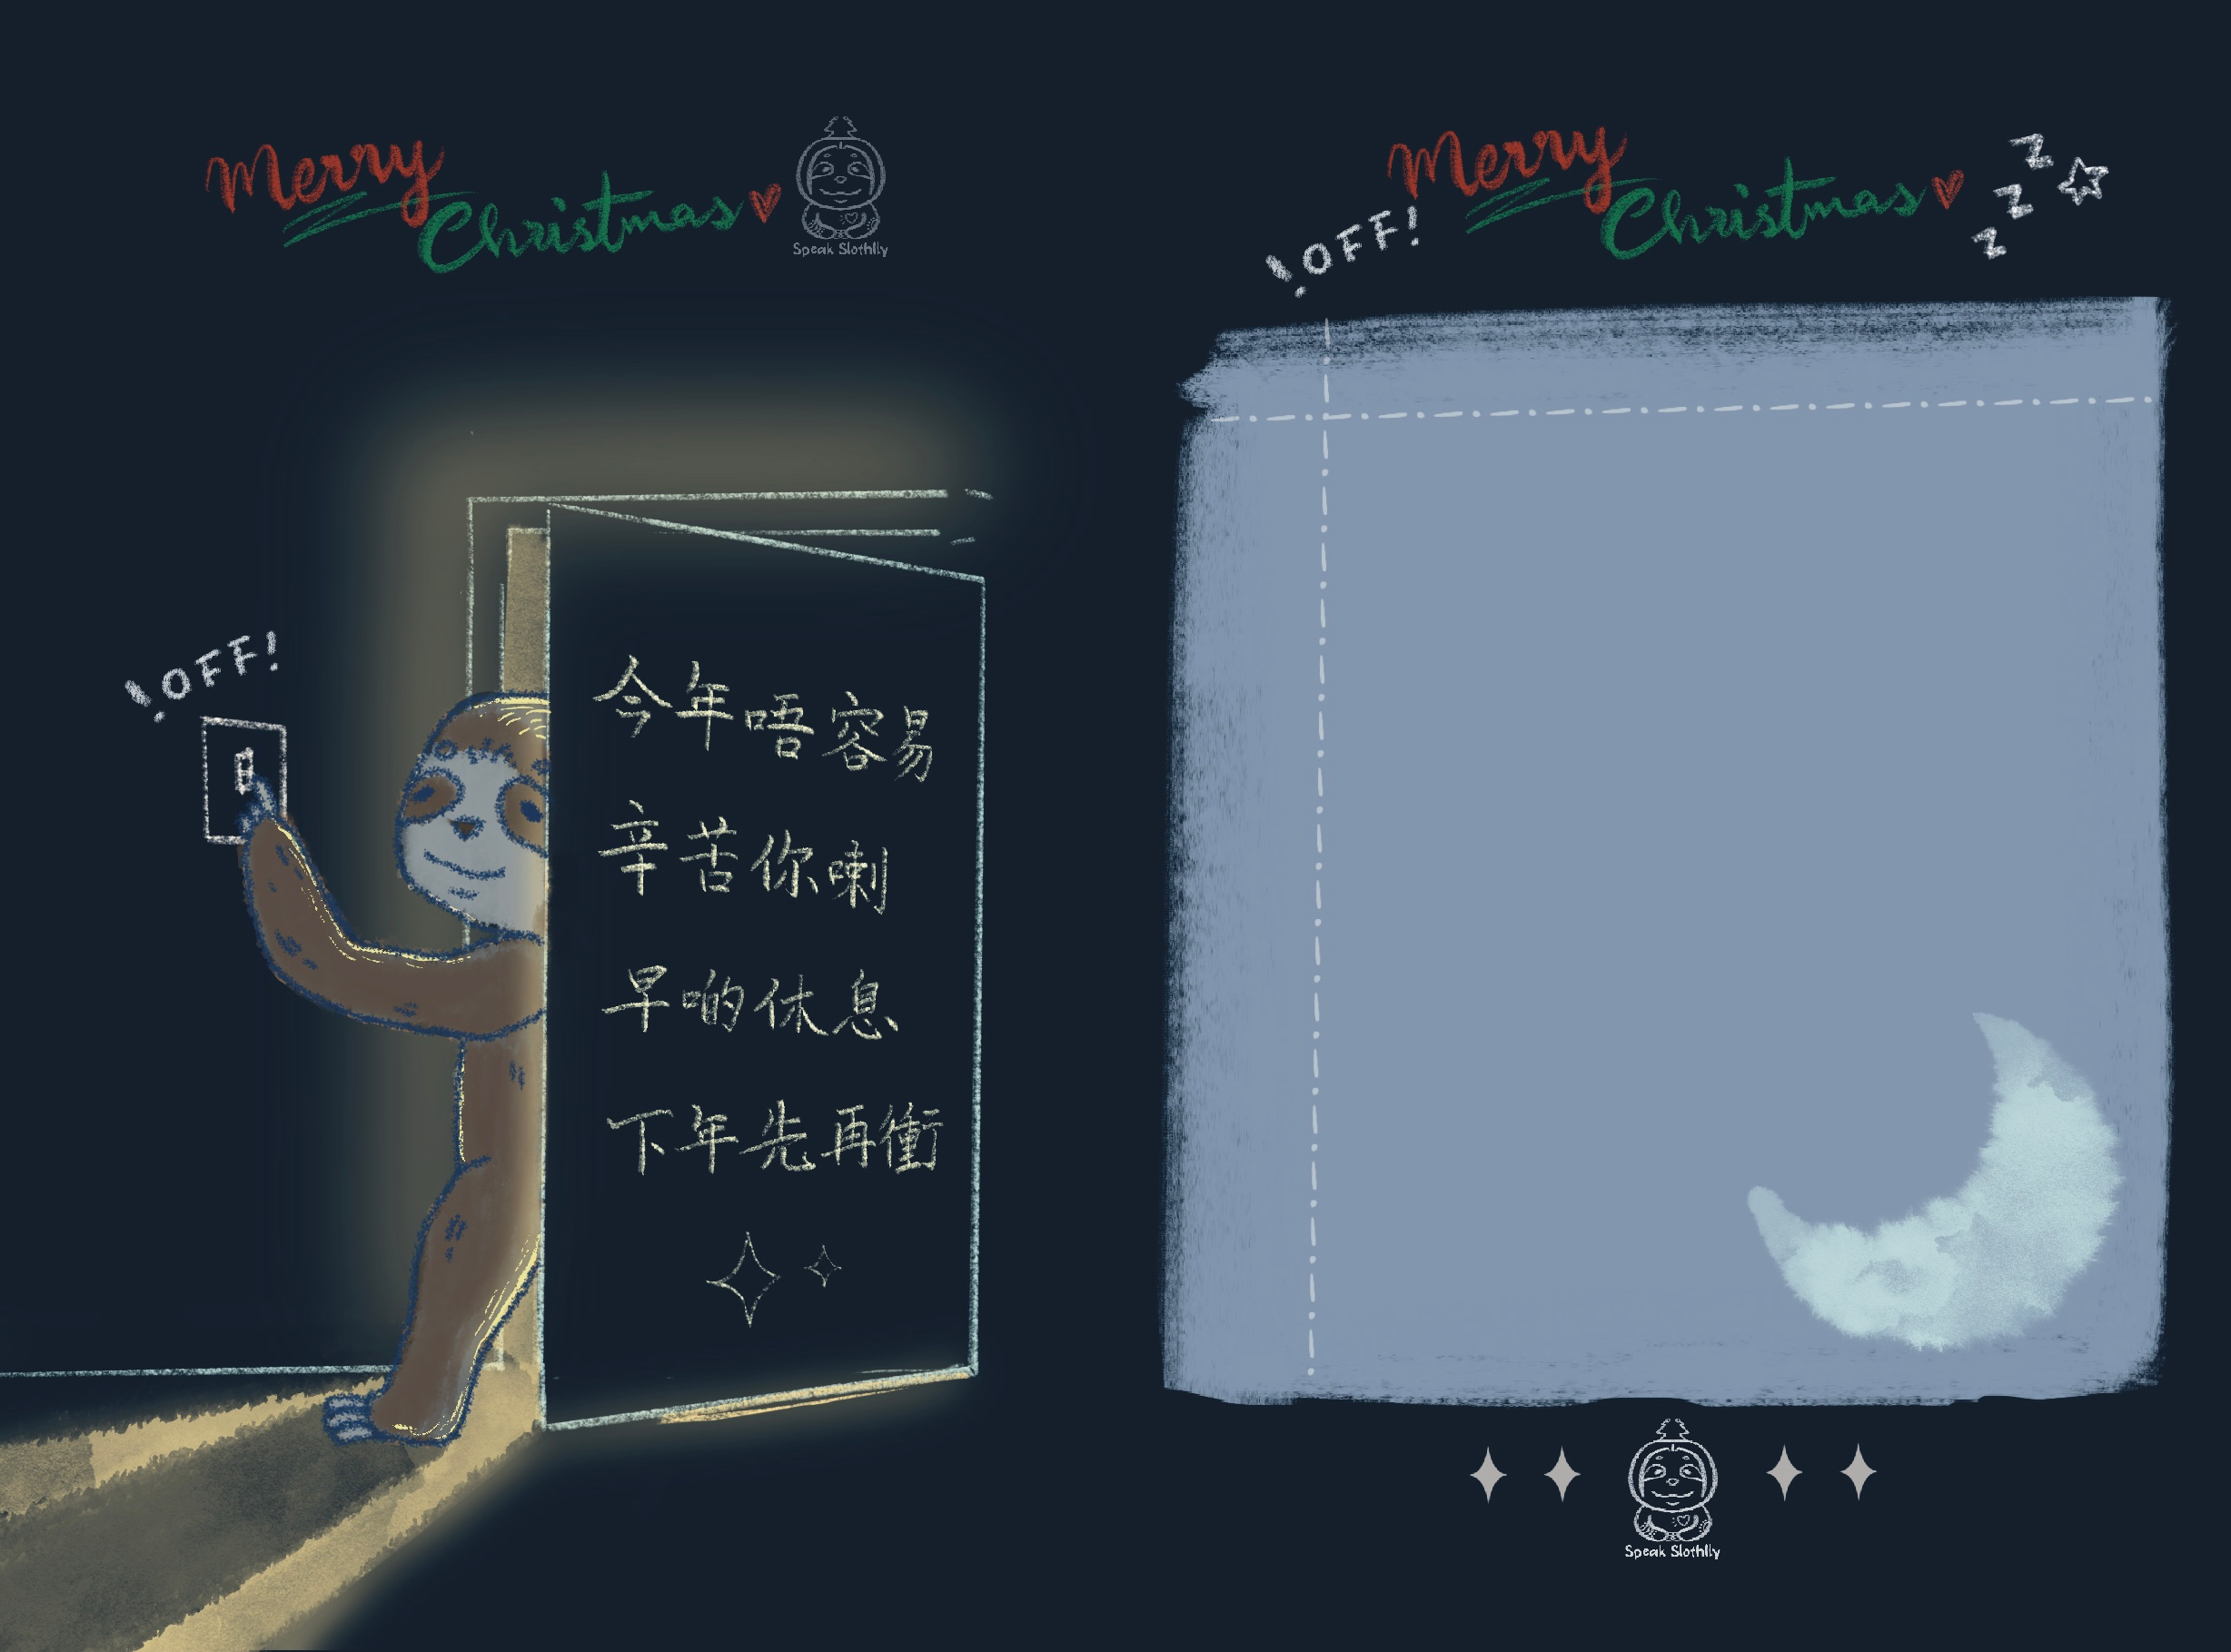 Merry
Christmas
Speak Slothlly
! OFF!
今年唔容易
辛苦你喇
早啲休息
下年先再衝
Merry
Christmas
! OFF!
z z z
Speak Slothlly